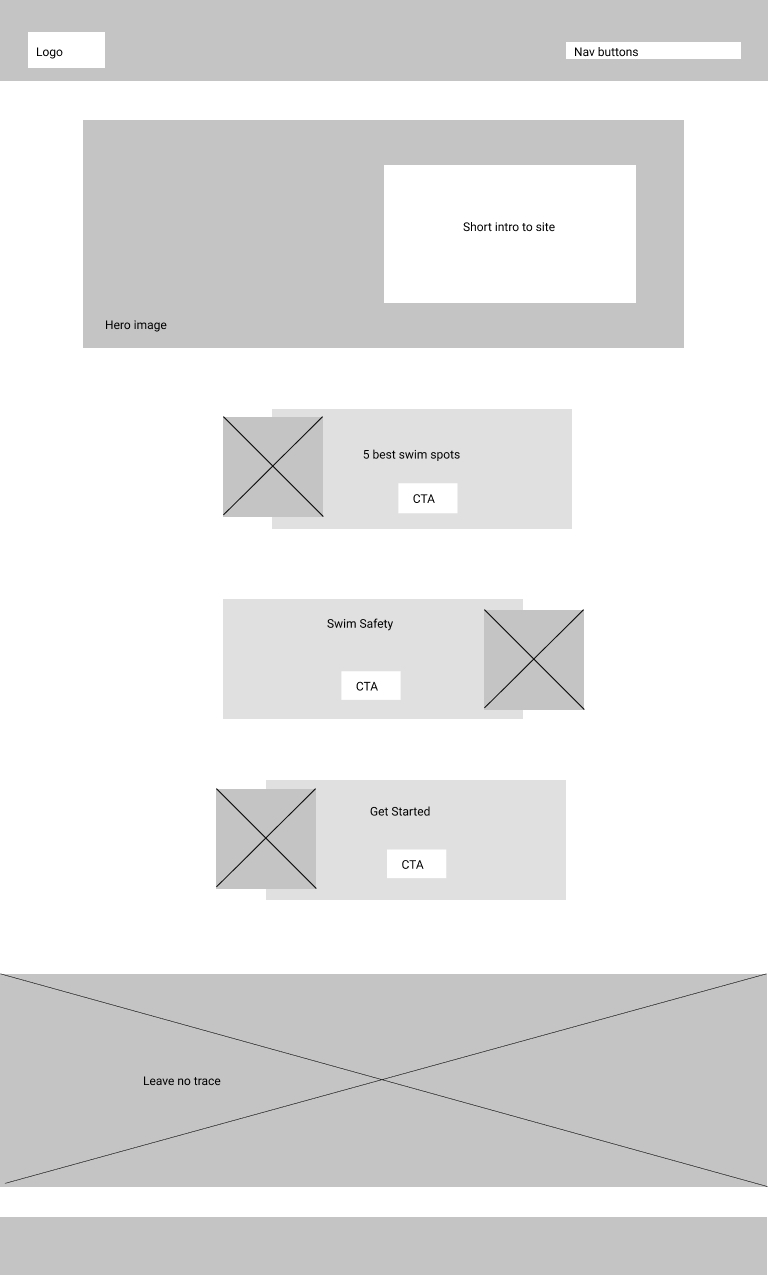 Logo
Nav buttons
Short intro to site
Hero image
5 best swim spots
CTA
Swim Safety
CTA
Get Started
CTA
Leave no trace